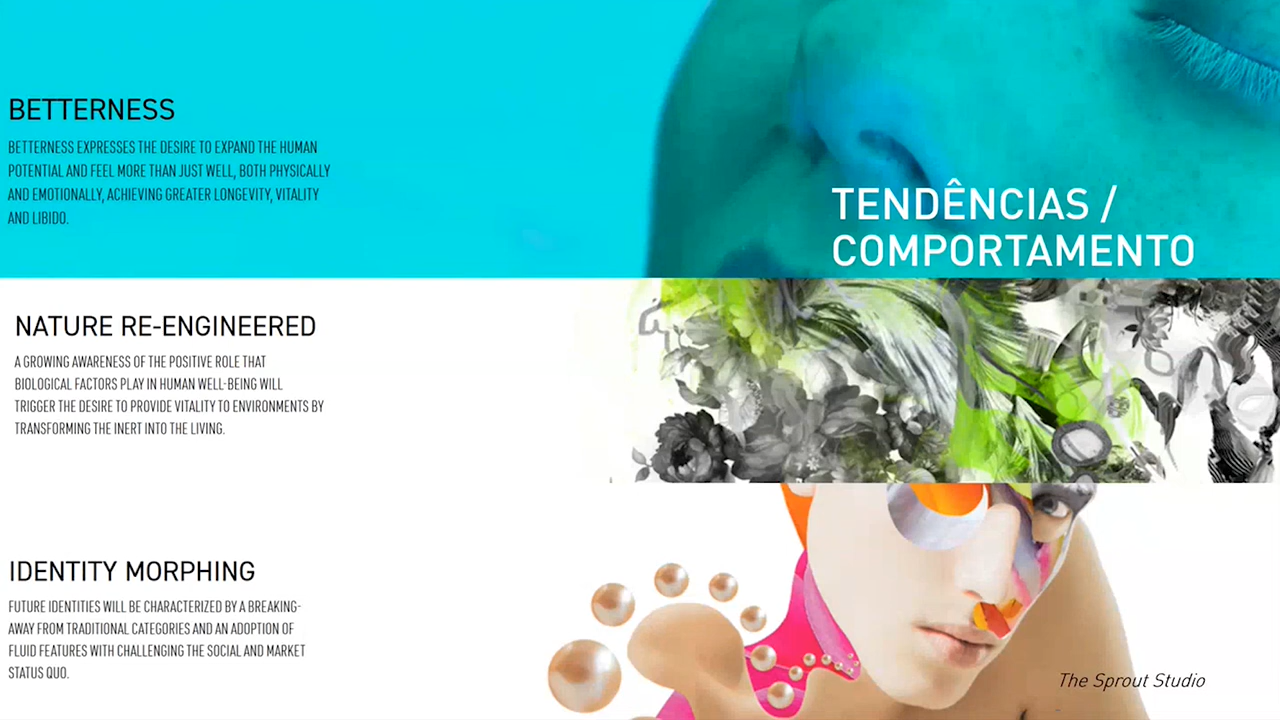 BETTERNESS
BETTERNESS EXPRESSES THE DESIRE TO EXPAND THE HUMAN
POTENTIAL AND FEEL MORE THAN JUST WELL, BOTH PHYSICALLY
AND EMOTIONALLY, ACHIEVING GREATER LONGEVITY, VITALITY
AND LIBIDO.
TENDÊNCIAS /
COMPORTAMENTO
NATURE RE-ENGINEERED
A GROWING AWARENESS OF THE POSITIVE ROLE THAT
BIOLOGICAL FACTORS PLAY IN HUMAN WELL-BEING WILL
TRIGGER THE DESIRE TO PROVIDE VITALITY TO ENVIRONMENTS BY
TRANSFORMING THE INERT INTO THE LIVING.
IDENTITY MORPHING
FUTURE IDENTITIES WILL BE CHARACTERIZED BY A BREAKING-
AWAY FROM TRADITIONAL CATEGORIES AND AN ADOPTION OF
FLUID FEATURES WITH CHALLENGING THE SOCIAL AND MARKET
STATUS QUO.
The Sprout Studio